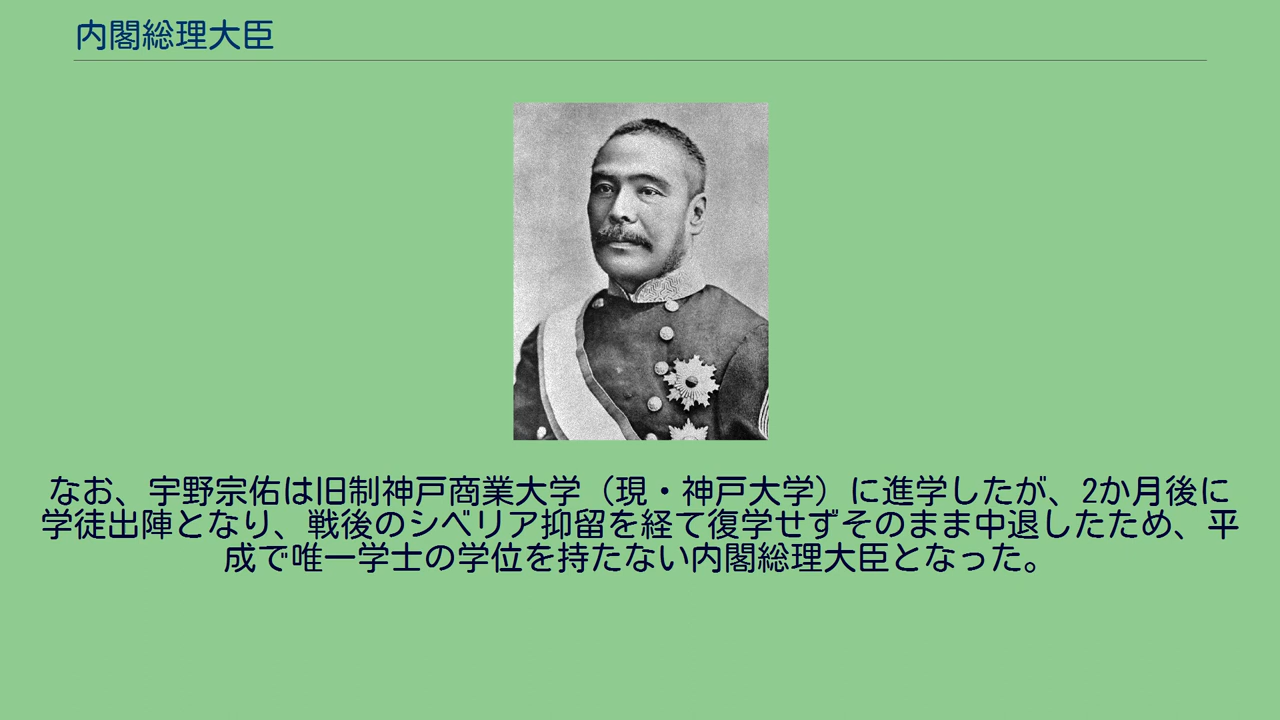 内閣総理大臣
なお、宇野宗佑は旧制神戸商業大学（現・神戸大学）に進学したが、2か月後に
学徒出陣となり、戦後のシベリア抑留を経て復学せずそのまま中退したため、平
成で唯一学士の学位を持たない内閣総理大臣となった。